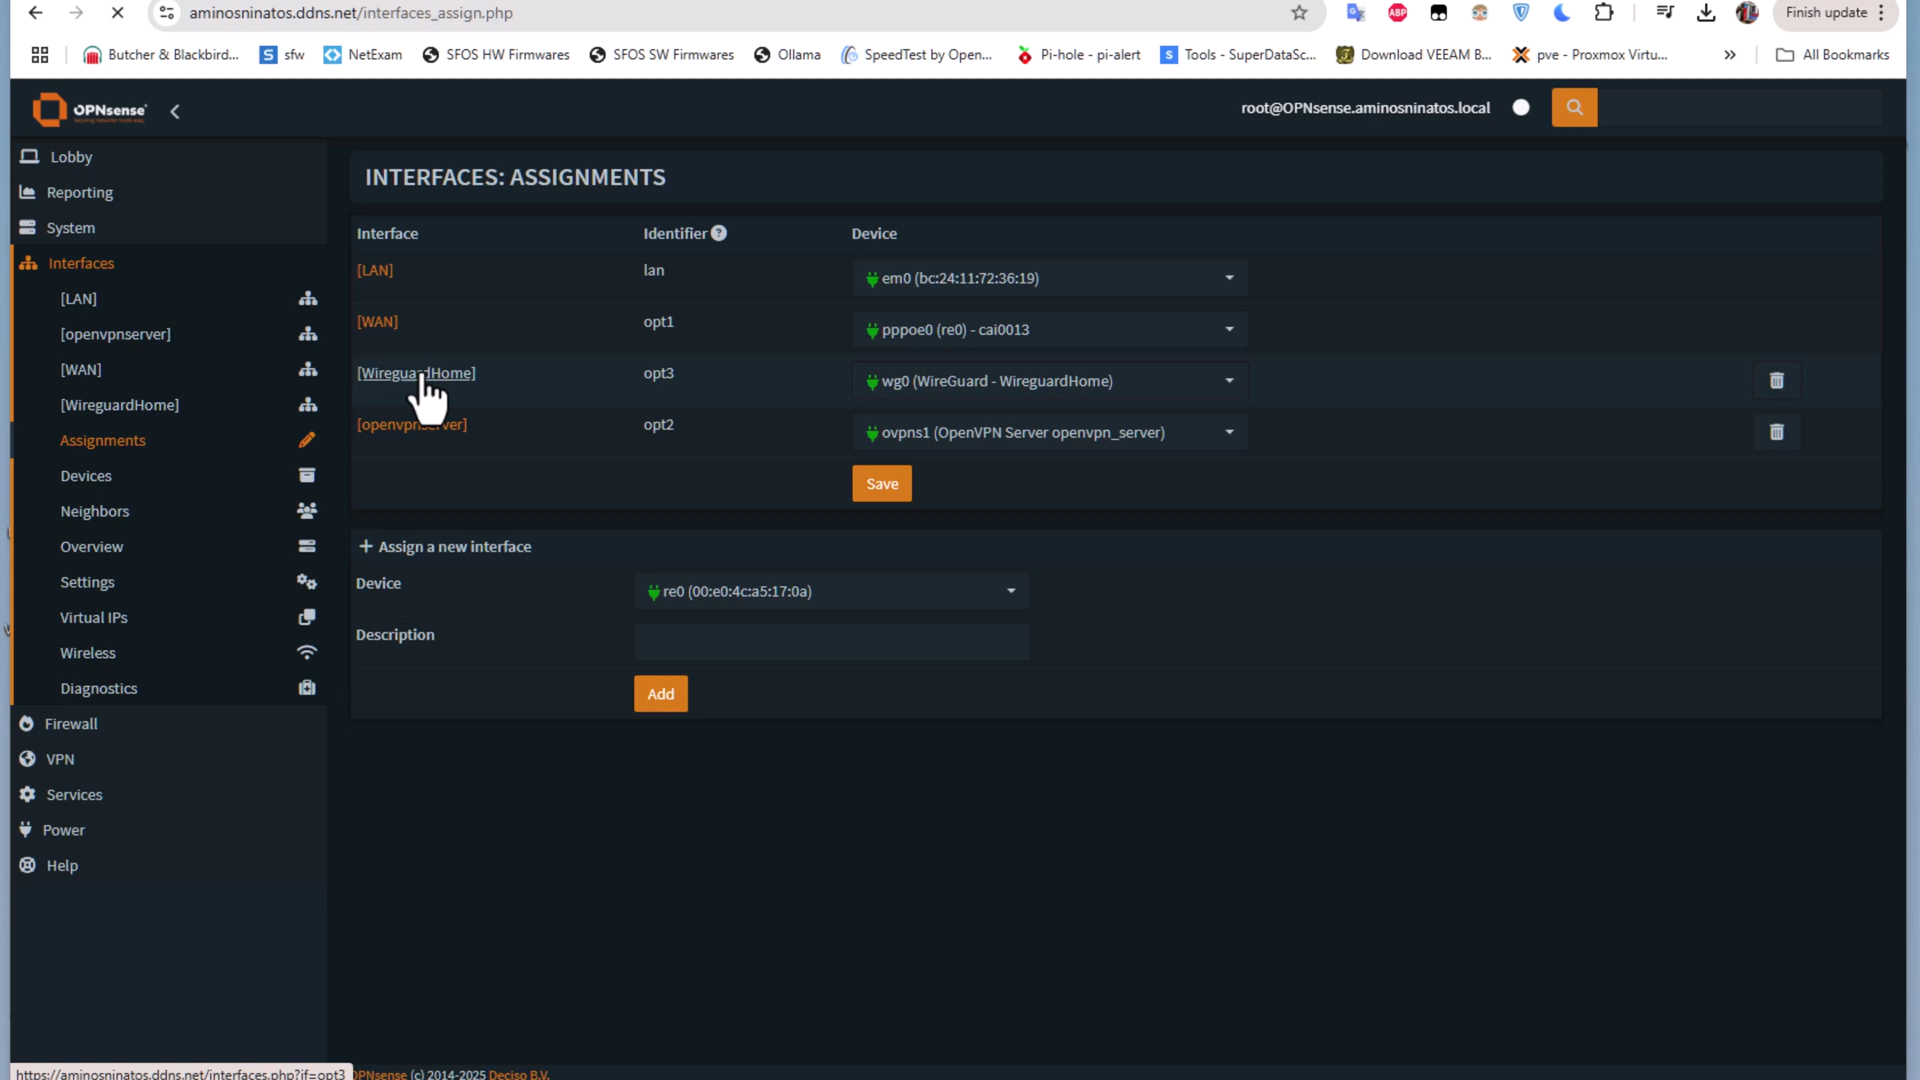 aminosninatos.ddns.net/interfaces_assign.php
Finish update
Butcher & Blackbird...
sfw
NetExam
SFOS HW Firmwares
SFOS SW Firmwares
Ollama
SpeedTest by Open...
Pi-hole - pi-alert
Tools - SuperDataSc...
Download VEEAM B...
pve - Proxmox Virtu...
All Bookmarks
OPNsense
root@OPNsense.aminosninatos.local
Lobby
Reporting
System
Interfaces
[LAN]
[openvpnserver]
[WAN]
[WireguardHome]
Assignments
Devices
Neighbors
Overview
Settings
Virtual IPs
Wireless
Diagnostics
Firewall
VPN
Services
Power
Help
INTERFACES: ASSIGNMENTS
Interface Identifier Device
[LAN] lan em0 (bc:24:11:72:36:19)
[WAN] opt1 pppoe0 (re0) - cai0013
[WireguardHome] opt3 wg0 (WireGuard - WireguardHome)
[openvpnserver] opt2 ovpns1 (OpenVPN Server openvpn_server)
Save
+ Assign a new interface
Device re0 (00:e0:4c:a5:17:0a)
Description
Add
https://aminosninatos.ddns.net/interfaces.php?if=opt3
OPNsense (c) 2014-2025 Deciso B.V.